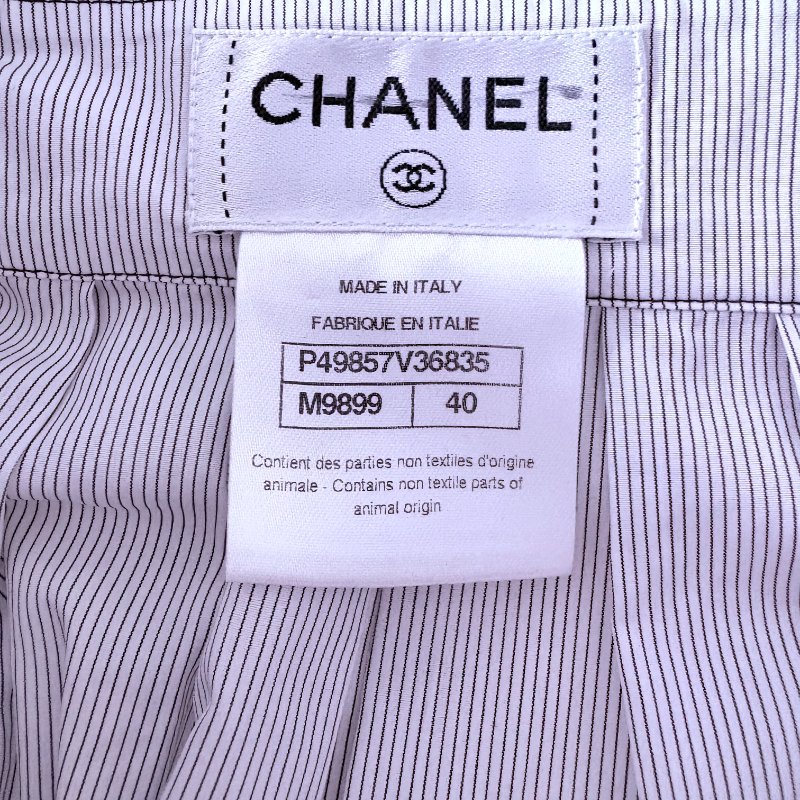 CHANEL
MADE IN ITALY
FABRIQUE EN ITALIE
P49857V36835
M9899 40
Contient des parties non textiles d'origine
animale - Contains non textile parts of
animal origin